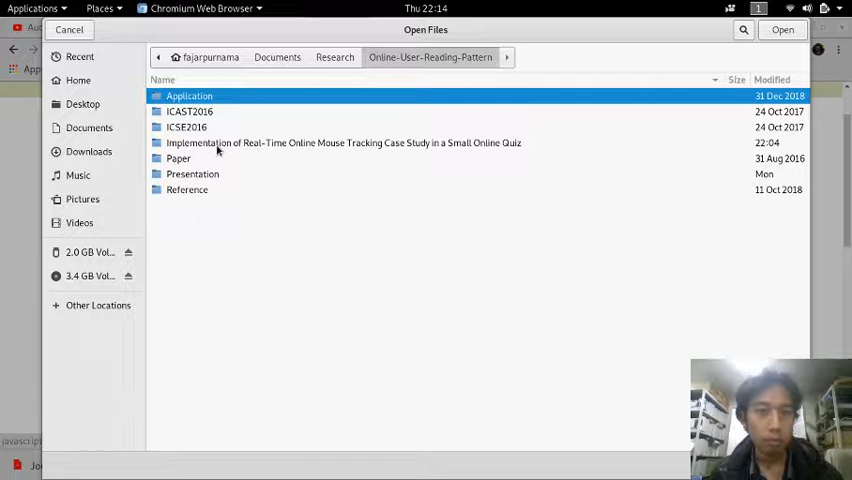 Applications Places Chromium Web Browser Thu 22:14 1
Cancel Open Files Open
fajarpurnama Documents Research Online-User-Reading-Pattern
Name Size Modified
Recent
Home
Desktop
Documents
Downloads
Music
Pictures
Videos
2.0 GB Vol...
3.4 GB Vol...
Other Locations
Application 31 Dec 2018
ICAST2016 24 Oct 2017
ICSE2016 24 Oct 2017
Implementation of Real-Time Online Mouse Tracking Case Study in a Small Online Quiz 22:04
Paper 31 Aug 2016
Presentation Mon
Reference 11 Oct 2018
javascript